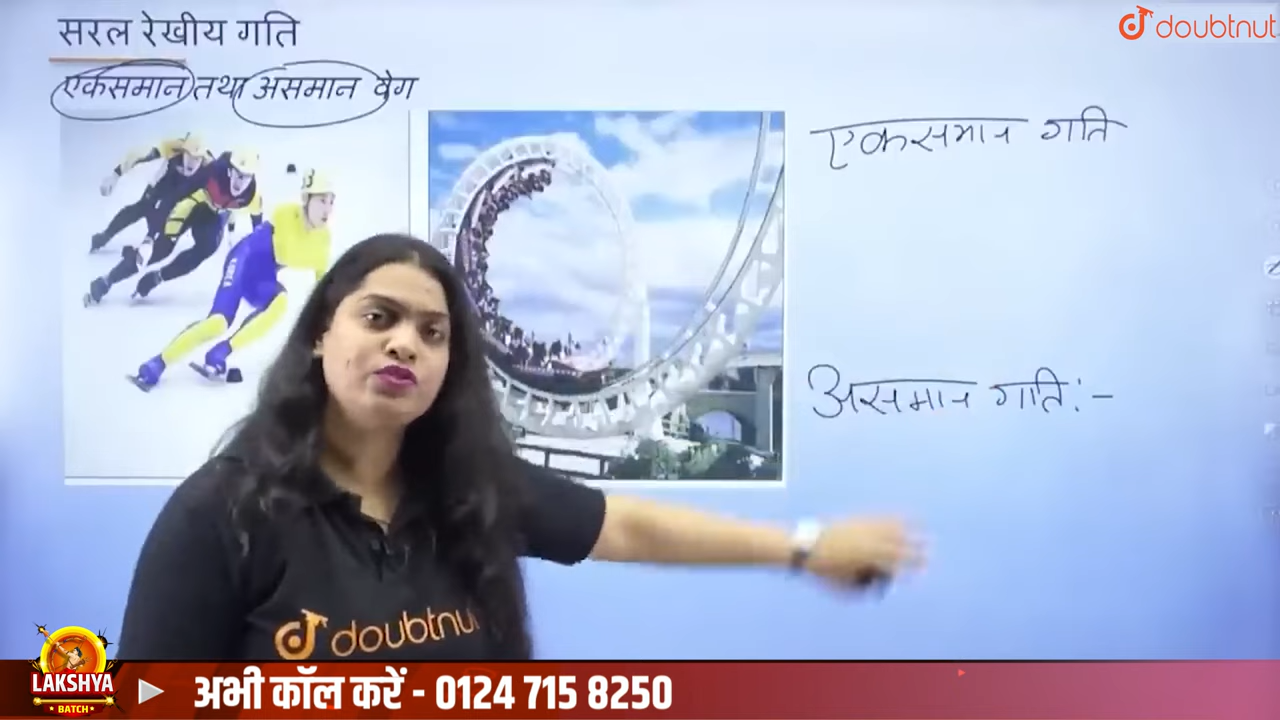 सरल रेखीय गति
एकसमान तथा असमान वेग
doubtnut
एकसमान गति
असमान गति:-
doubtnut
LAKSHYA
BATCH
अभी कॉल करें - 0124 715 8250